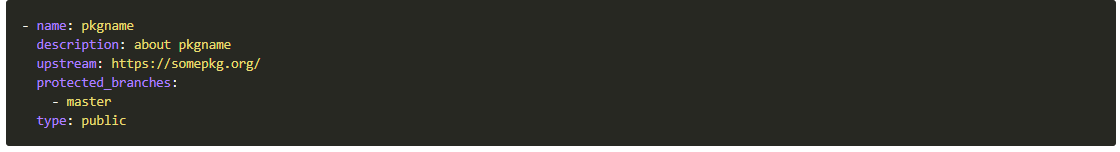 - name: pkgname
  description: about pkgname
  upstream: https://somepkg.org/
  protected_branches:
    - master
  type: public